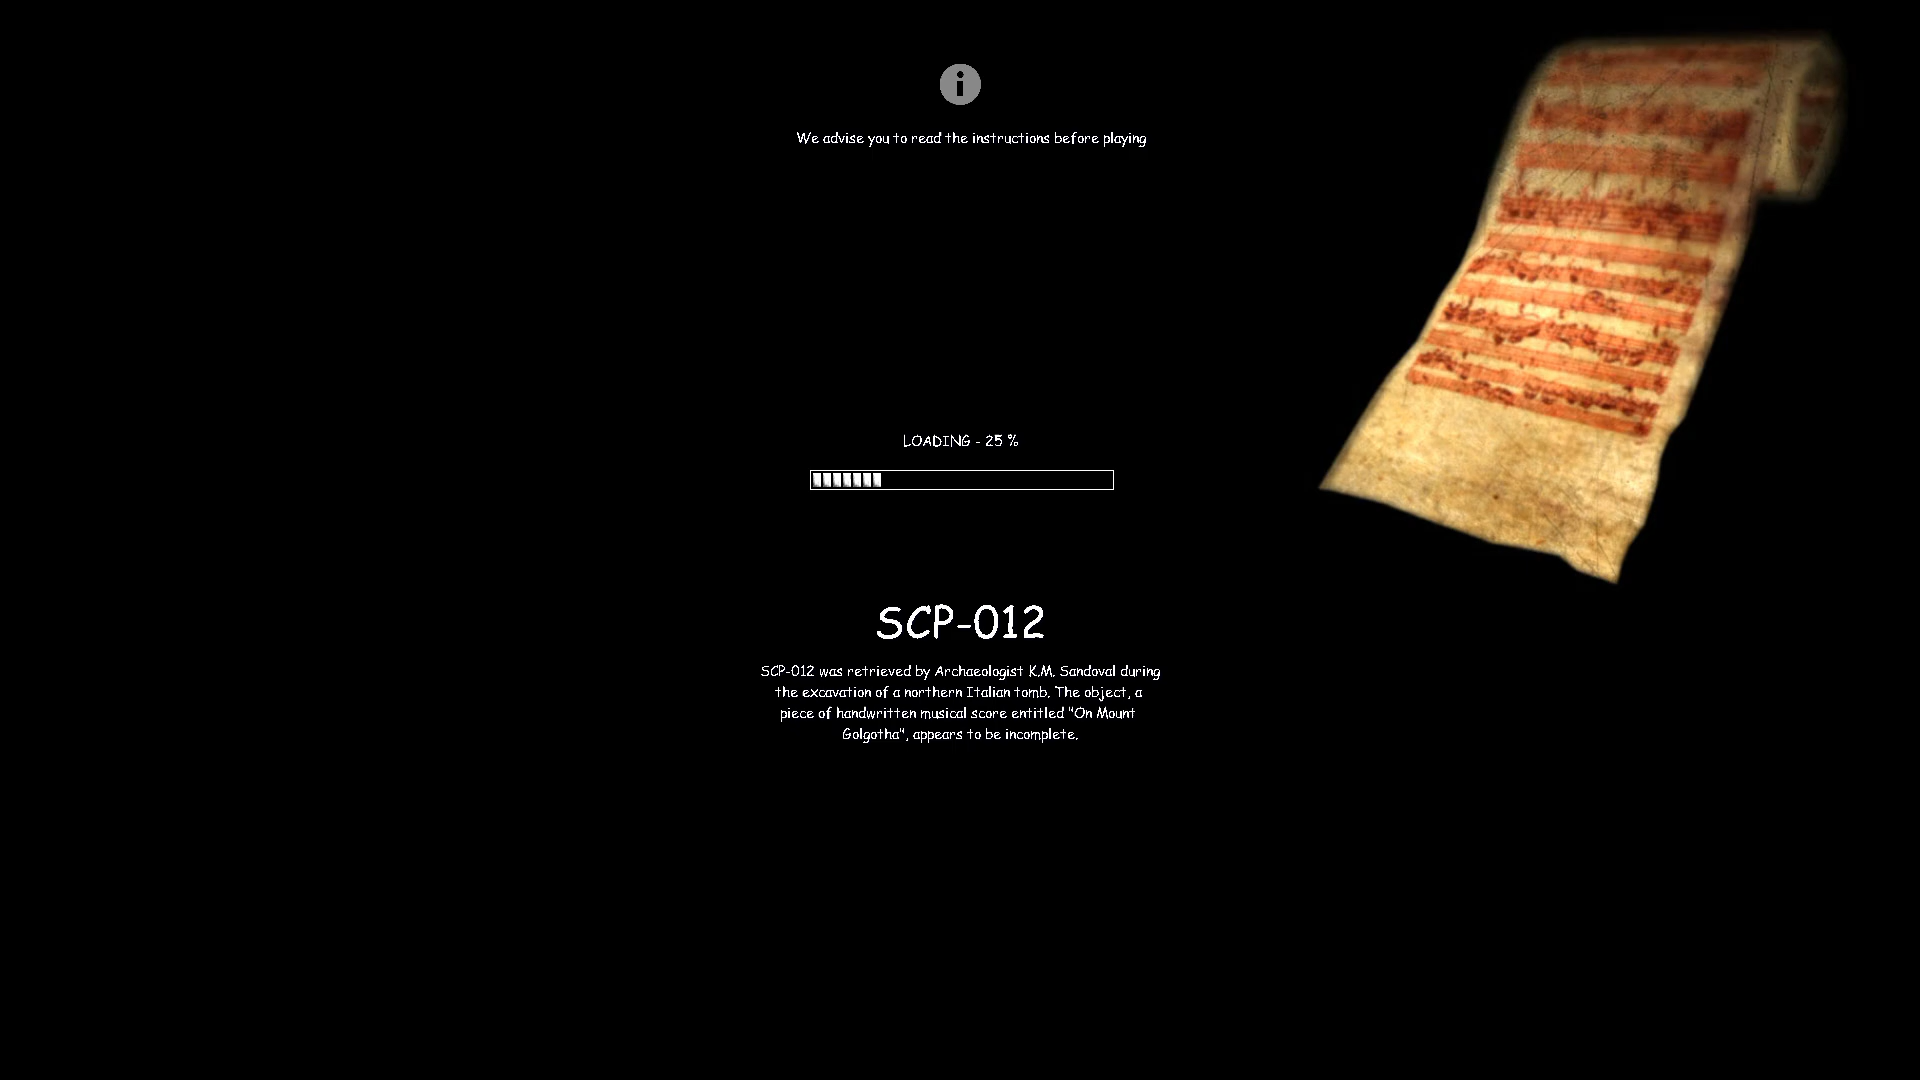 We advise you to read the instructions before playing
LOADING - 25 %
SCP-012
SCP-012 was retrieved by Archaeologist K.M. Sandoval during
the excavation of a northern Italian tomb. The object, a
piece of handwritten musical score entitled "On Mount
Golgotha", appears to be incomplete.